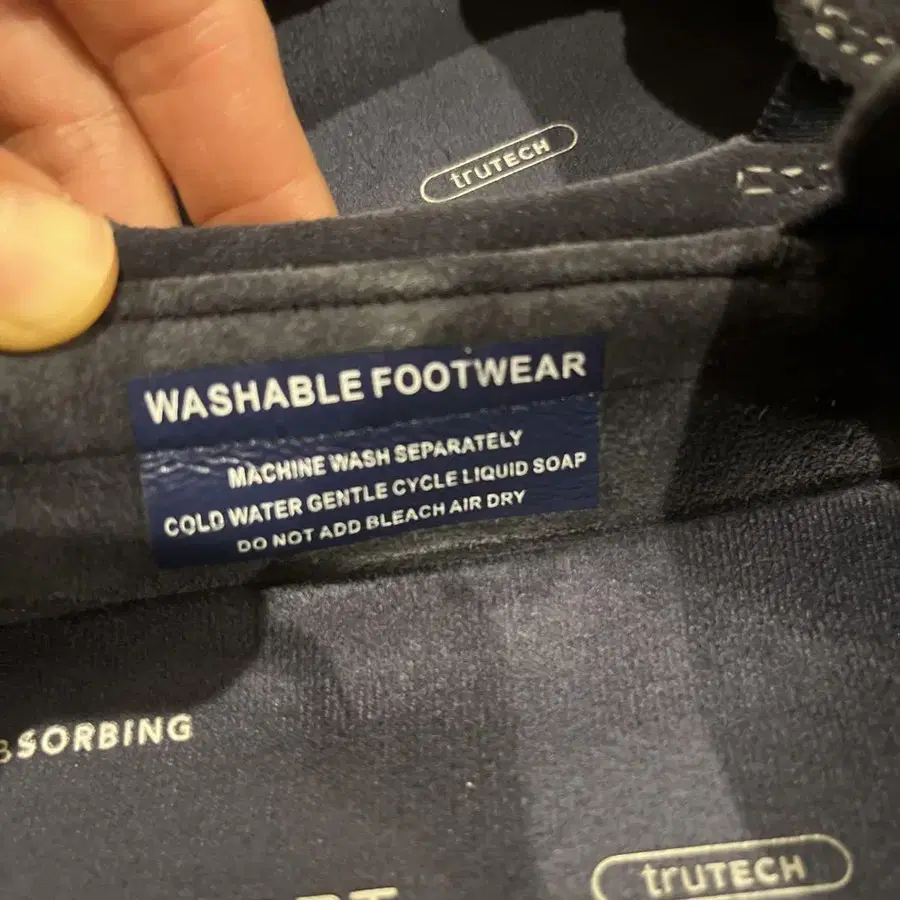 truTECH
WASHABLE FOOTWEAR
MACHINE WASH SEPARATELY
COLD WATER GENTLE CYCLE LIQUID SOAP
DO NOT ADD BLEACH AIR DRY
BSORBING
truTECH